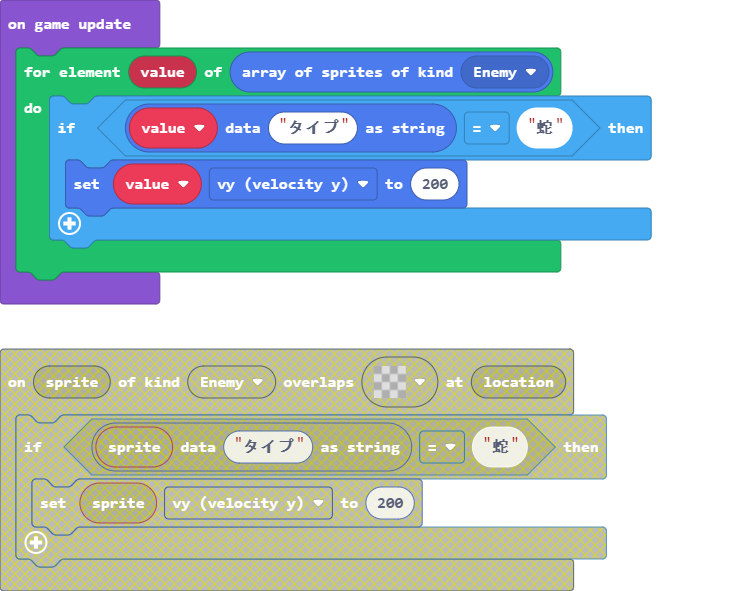 on game update
for element value of array of sprites of kind Enemy
do
if value data "タイプ" as string = "蛇" then
set value vy (velocity y) to 200
on sprite of kind Enemy overlaps at location
if sprite data "タイプ" as string = "蛇" then
set sprite vy (velocity y) to 200